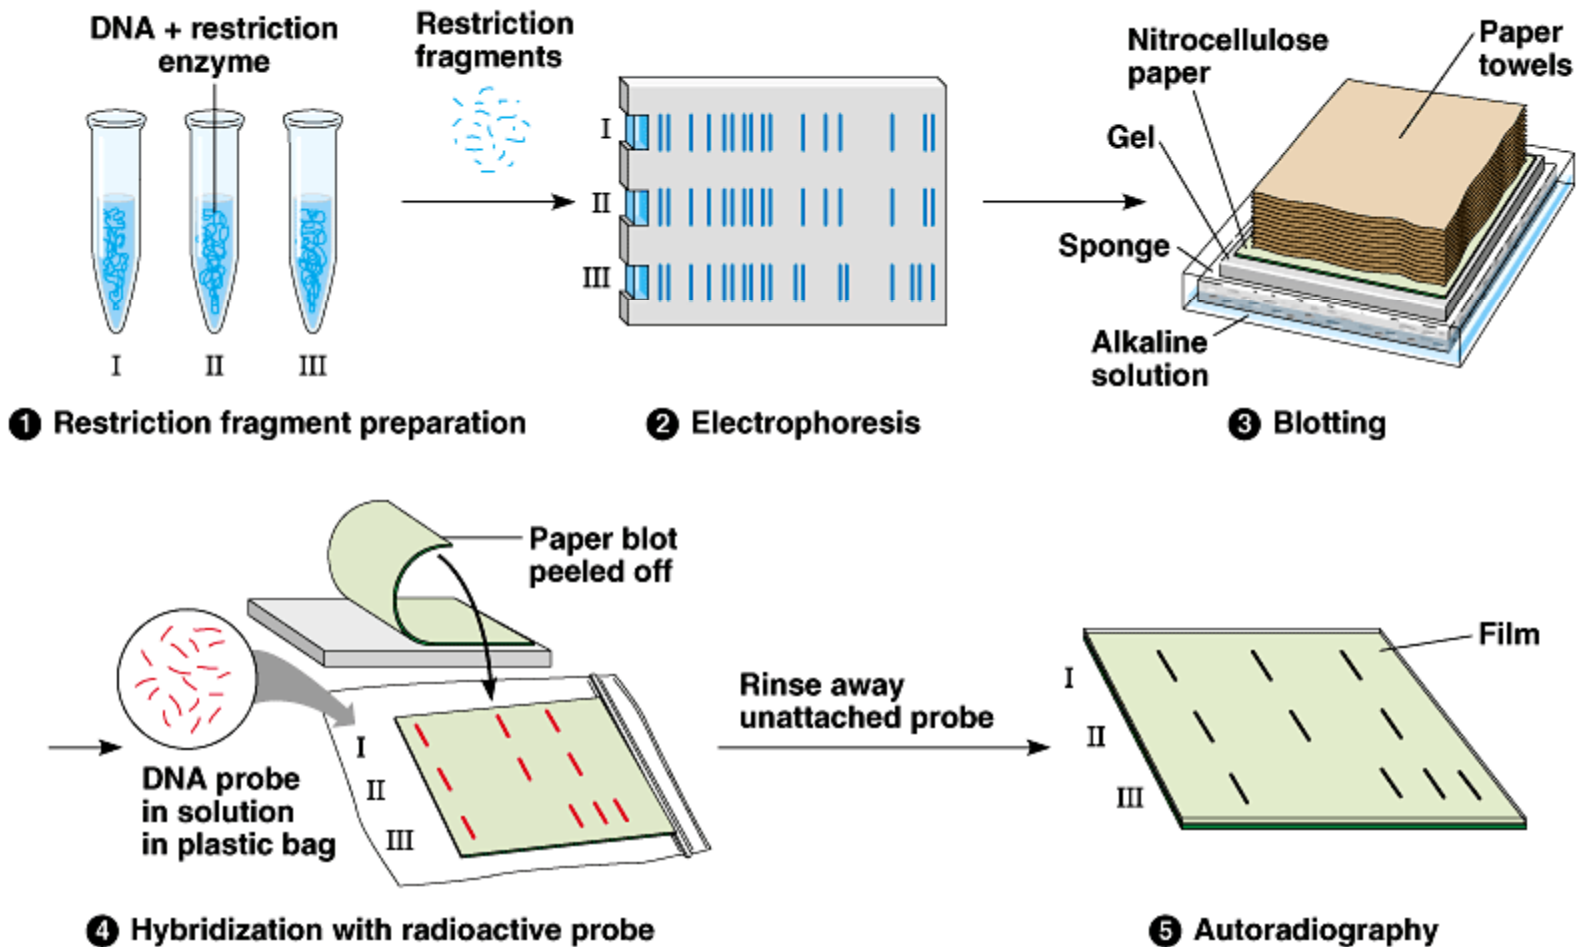 DNA + restriction
enzyme
Restriction
fragments
I
II
III
I
II
III
Nitrocellulose
paper
Paper
towels
Gel
Sponge
Alkaline
solution
1 Restriction fragment preparation
2 Electrophoresis
3 Blotting
Paper blot
peeled off
DNA probe
in solution
in plastic bag
I
II
III
Rinse away
unattached probe
Film
I
II
III
4 Hybridization with radioactive probe
5 Autoradiography